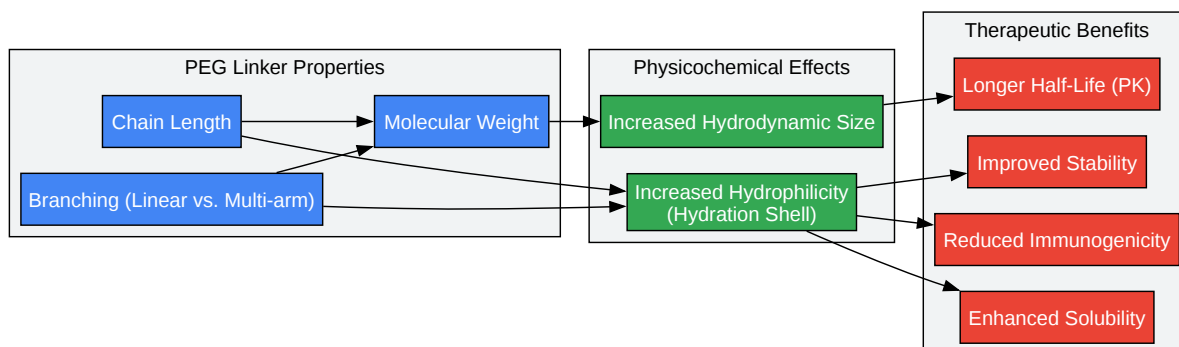 PEG Linker Properties
Chain Length
Molecular Weight
Branching (Linear vs. Multi-arm)
Physicochemical Effects
Increased Hydrodynamic Size
Increased Hydrophilicity
(Hydration Shell)
Therapeutic Benefits
Longer Half-Life (PK)
Improved Stability
Reduced Immunogenicity
Enhanced Solubility